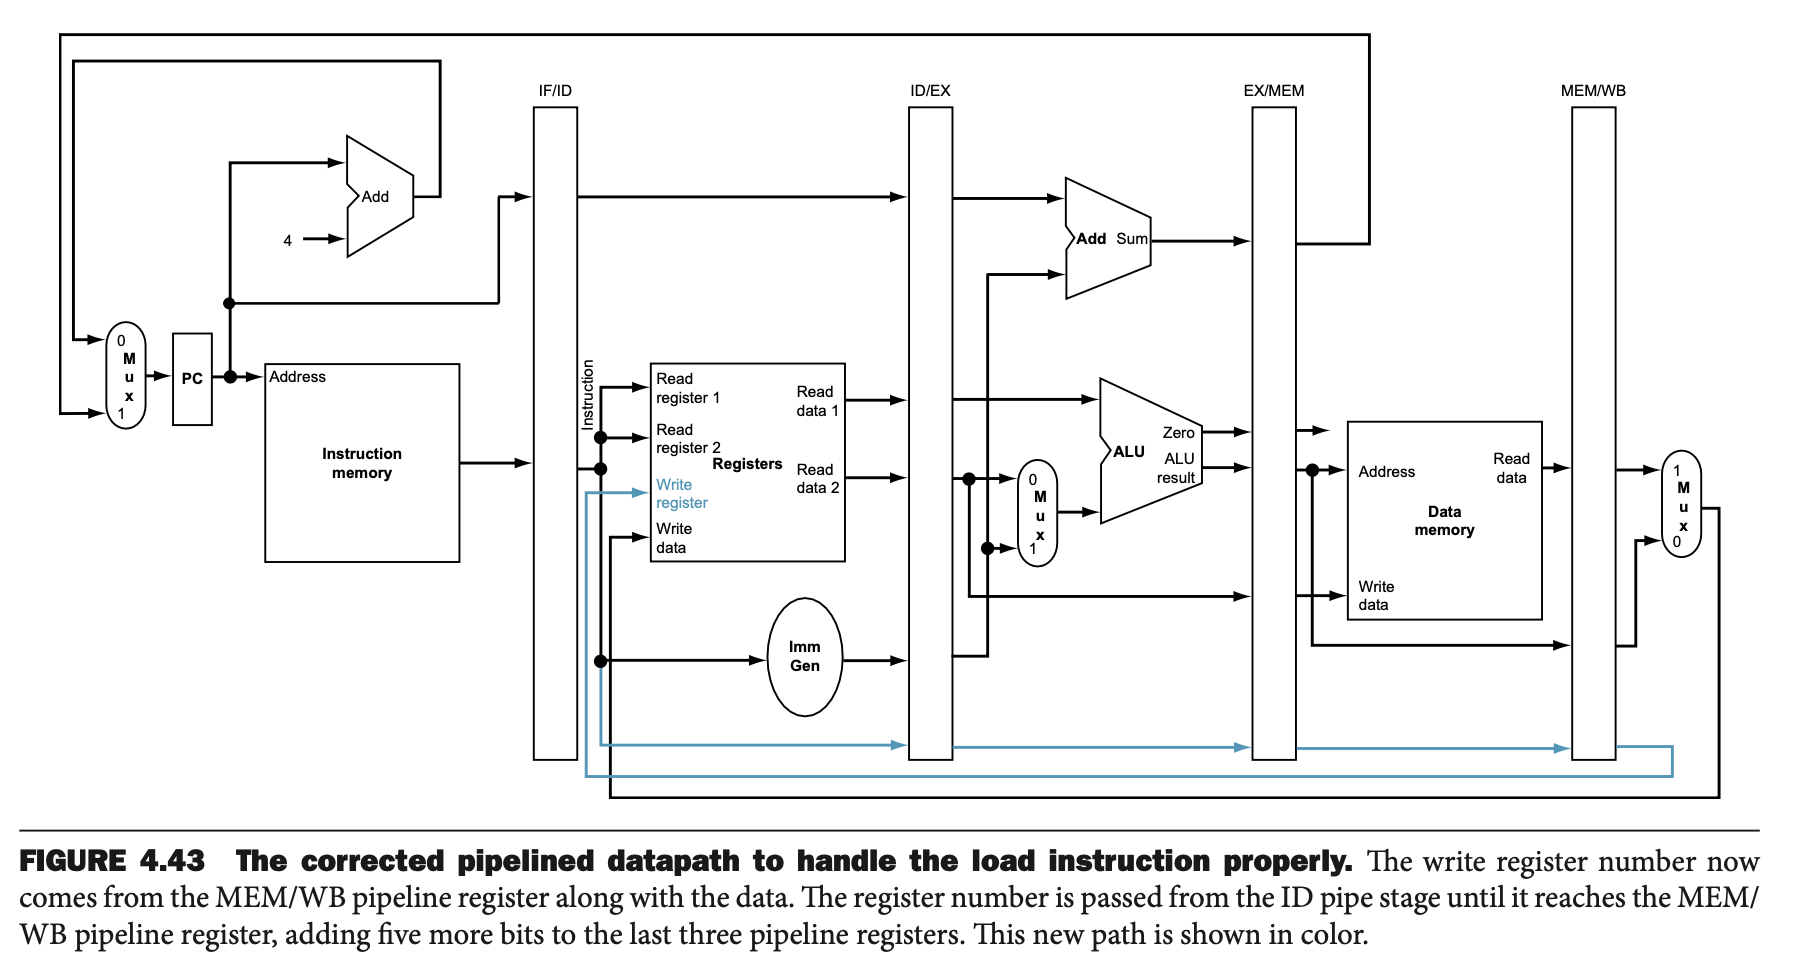 IF/ID
ID/EX
EX/MEM
MEM/WB
Add
4
Add Sum
0
M
u
x
1
PC
Address
Instruction
memory
Instruction
Read
register 1
Read
register 2
Write
register
Write
data
Registers
Read
data 1
Read
data 2
Imm
Gen
0
M
u
x
1
Zero
ALU
ALU
result
Address
Read
data
Data
memory
Write
data
1
M
u
x
0
FIGURE 4.43 The corrected pipelined datapath to handle the load instruction properly. The write register number now
comes from the MEM/WB pipeline register along with the data. The register number is passed from the ID pipe stage until it reaches the MEM/
WB pipeline register, adding five more bits to the last three pipeline registers. This new path is shown in color.